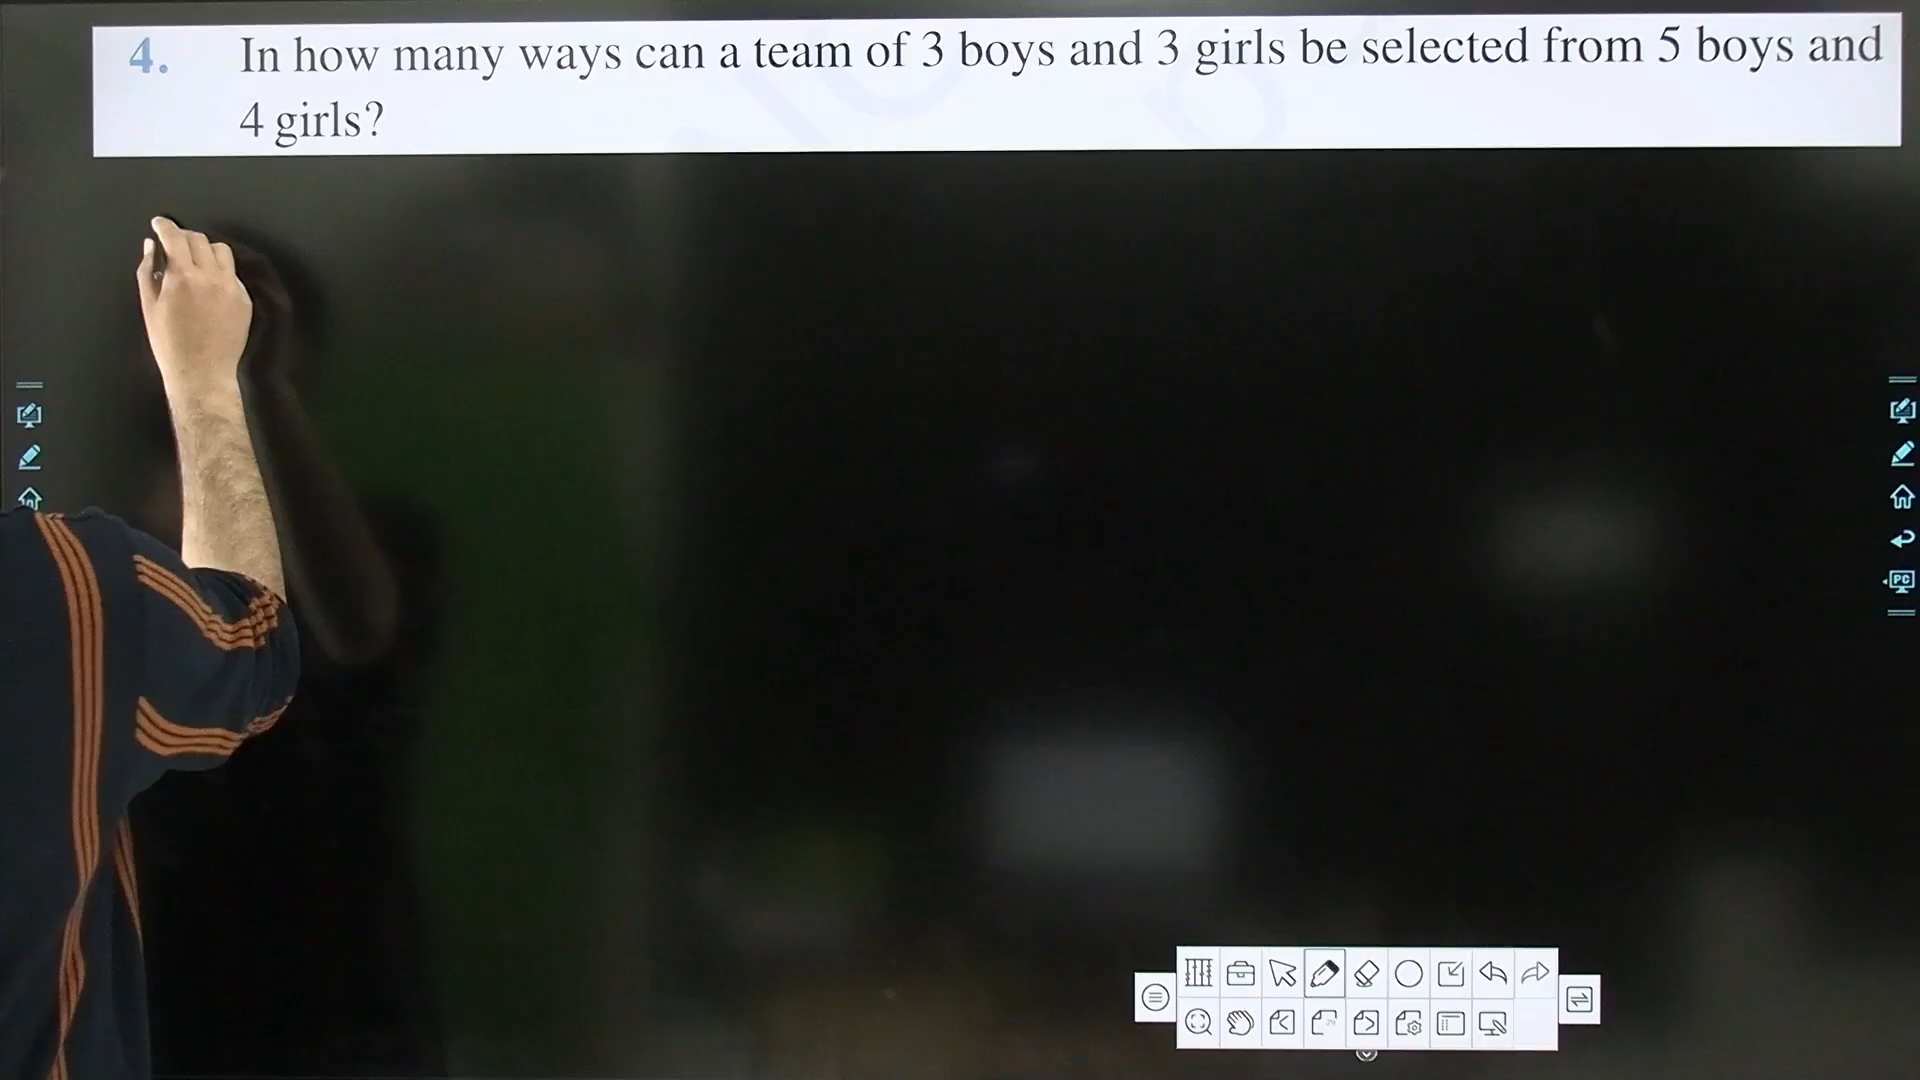 4. In how many ways can a team of 3 boys and 3 girls be selected from 5 boys and
4 girls?
PC